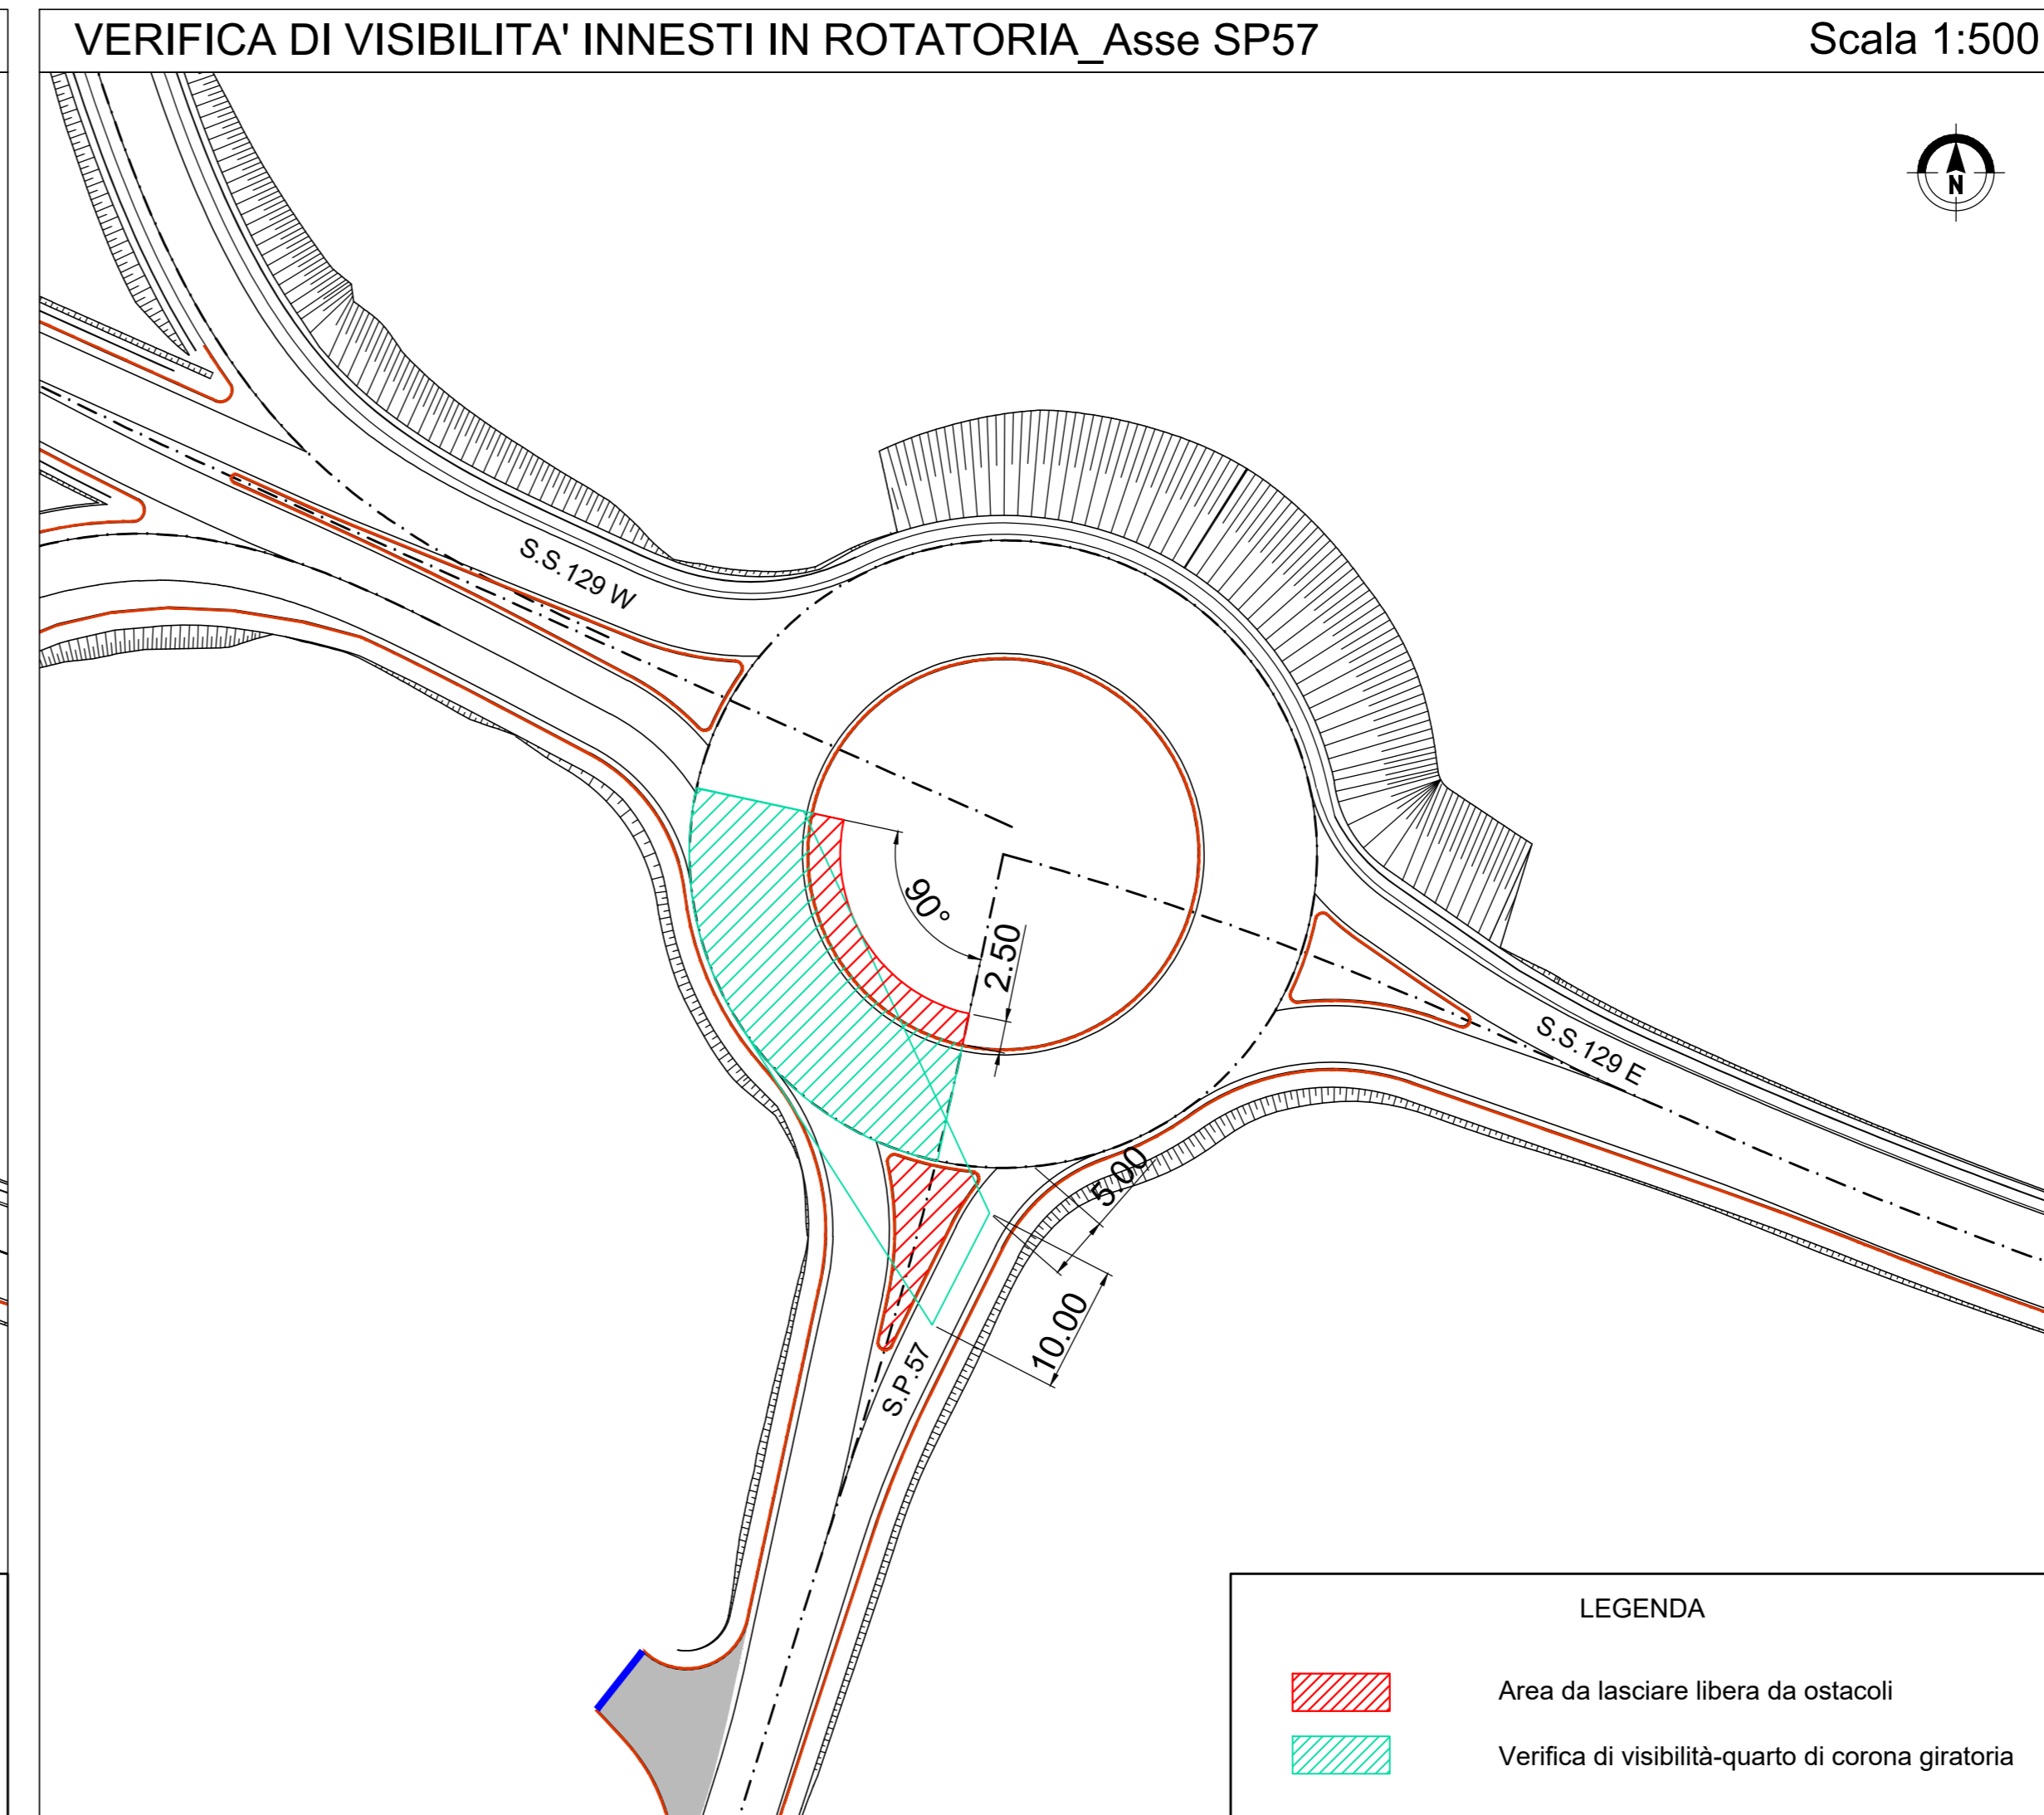 VERIFICA DI VISIBILITA' INNESTI IN ROTATORIA_Asse SP57
Scala 1:500
N
S.S.129 W
90°
2.50
S.S.129 E
5.00
10.00
S.P.57
LEGENDA
Area da lasciare libera da ostacoli
Verifica di visibilità-quarto di corona giratoria